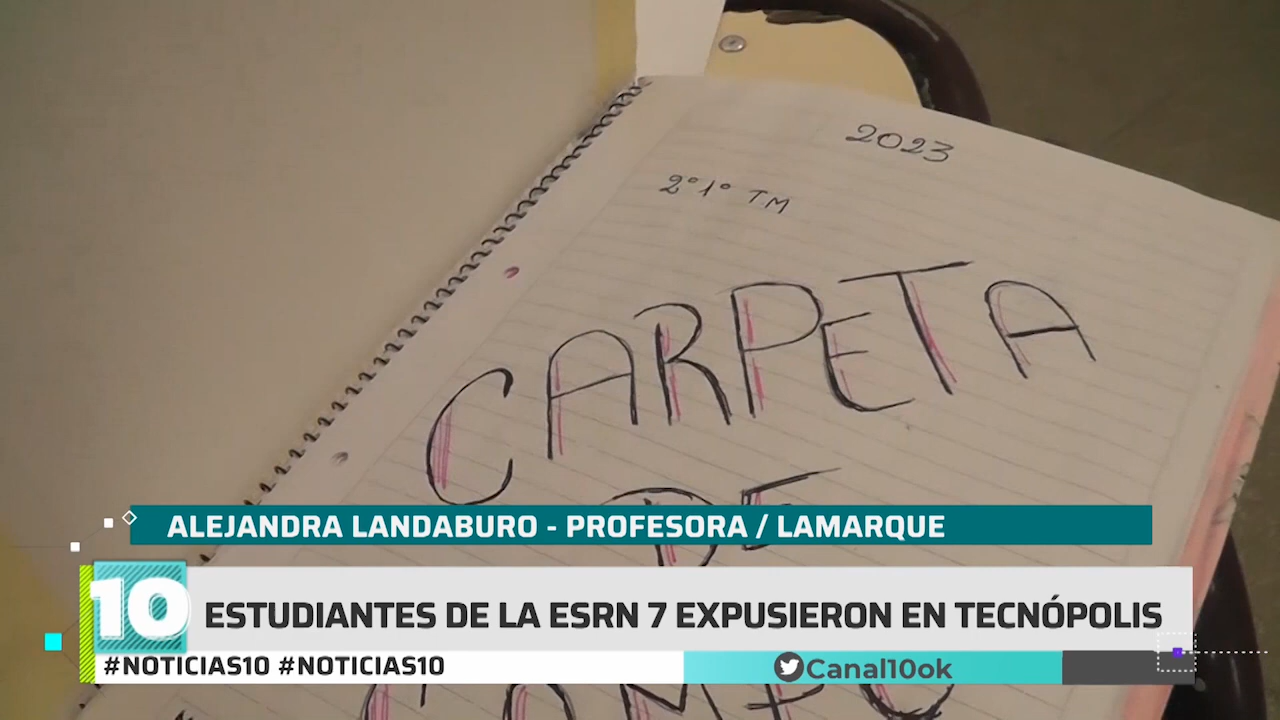 2023
2° 1° TM
CARPETA
DE
ALEJANDRA LANDABURO - PROFESORA / LAMARQUE
10
ESTUDIANTES DE LA ESRN 7 EXPUSIERON EN TECNÓPOLIS
#NOTICIAS10 #NOTICIAS10
Canal10ok